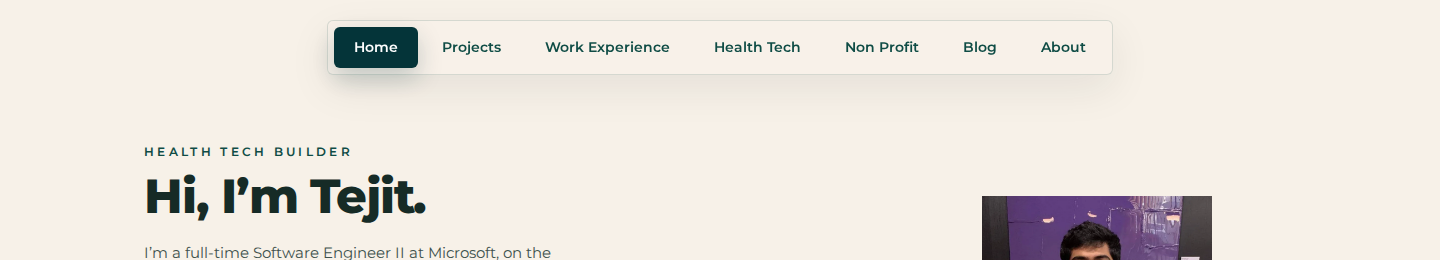 Home Projects Work Experience Health Tech Non Profit Blog About
HEALTH TECH BUILDER
Hi, I’m Tejit.
I’m a full-time Software Engineer II at Microsoft, on the